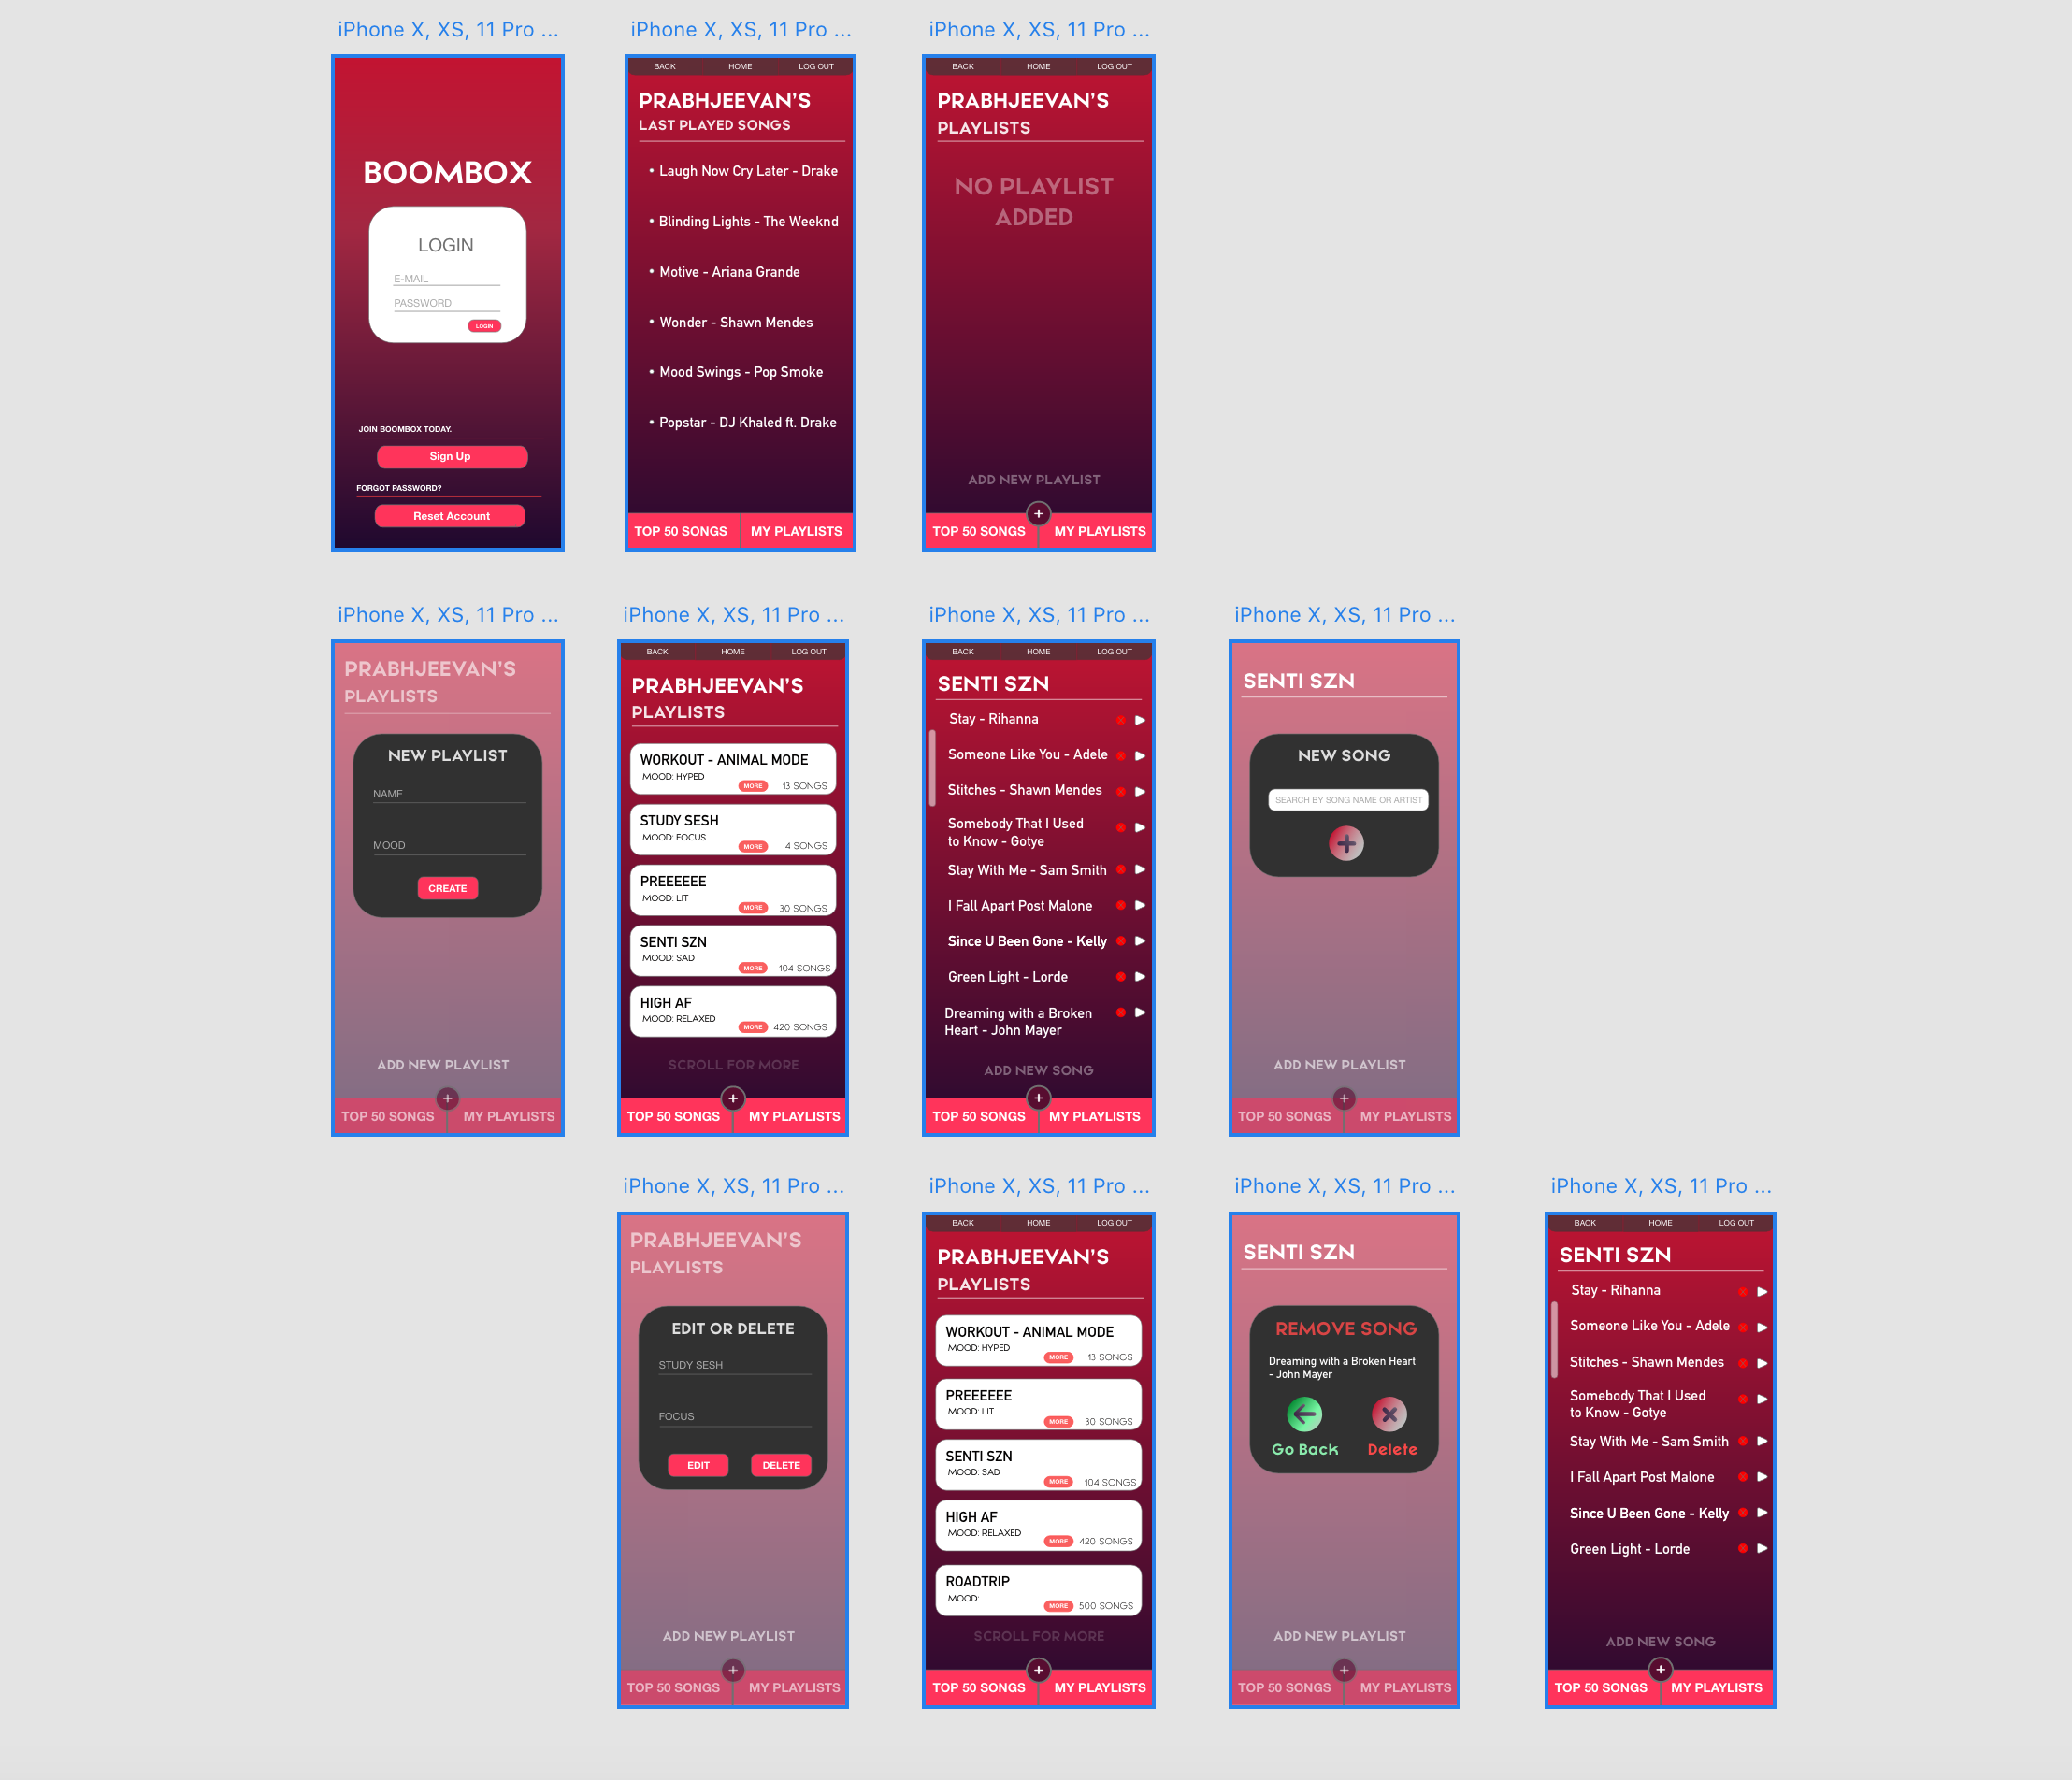 iPhone X, XS, 11 Pro ...
BOOMBOX
LOGIN
E-MAIL
PASSWORD
LOGIN
JOIN BOOMBOX TODAY.
Sign Up
FORGOT PASSWORD?
Reset Account
iPhone X, XS, 11 Pro ...
BACK HOME LOG OUT
PRABHJEEVAN'S
LAST PLAYED SONGS
• Laugh Now Cry Later - Drake
• Blinding Lights - The Weeknd
• Motive - Ariana Grande
• Wonder - Shawn Mendes
• Mood Swings - Pop Smoke
• Popstar - DJ Khaled ft. Drake
TOP 50 SONGS MY PLAYLISTS
iPhone X, XS, 11 Pro ...
BACK HOME LOG OUT
PRABHJEEVAN'S
PLAYLISTS
NO PLAYLIST
ADDED
ADD NEW PLAYLIST
+
TOP 50 SONGS MY PLAYLISTS
iPhone X, XS, 11 Pro ...
PRABHJEEVAN'S
PLAYLISTS
NEW PLAYLIST
NAME
MOOD
CREATE
ADD NEW PLAYLIST
+
TOP 50 SONGS MY PLAYLISTS
iPhone X, XS, 11 Pro ...
BACK HOME LOG OUT
PRABHJEEVAN'S
PLAYLISTS
WORKOUT - ANIMAL MODE
MOOD: HYPED
MORE 13 SONGS
STUDY SESH
MOOD: FOCUS
MORE 4 SONGS
PREEEEEE
MOOD: LIT
MORE 30 SONGS
SENTI SZN
MOOD: SAD
MORE 104 SONGS
HIGH AF
MOOD: RELAXED
MORE 420 SONGS
SCROLL FOR MORE
+
TOP 50 SONGS MY PLAYLISTS
iPhone X, XS, 11 Pro ...
BACK HOME LOG OUT
SENTI SZN
Stay - Rihanna
Someone Like You - Adele
Stitches - Shawn Mendes
Somebody That I Used
to Know - Gotye
Stay With Me - Sam Smith
I Fall Apart Post Malone
Since U Been Gone - Kelly
Green Light - Lorde
Dreaming with a Broken
Heart - John Mayer
ADD NEW SONG
+
TOP 50 SONGS MY PLAYLISTS
iPhone X, XS, 11 Pro ...
SENTI SZN
NEW SONG
SEARCH BY SONG NAME OR ARTIST
+
ADD NEW PLAYLIST
+
TOP 50 SONGS MY PLAYLISTS
iPhone X, XS, 11 Pro ...
PRABHJEEVAN'S
PLAYLISTS
EDIT OR DELETE
STUDY SESH
FOCUS
EDIT DELETE
ADD NEW PLAYLIST
+
TOP 50 SONGS MY PLAYLISTS
iPhone X, XS, 11 Pro ...
BACK HOME LOG OUT
PRABHJEEVAN'S
PLAYLISTS
WORKOUT - ANIMAL MODE
MOOD: HYPED
MORE 13 SONGS
PREEEEEE
MOOD: LIT
MORE 30 SONGS
SENTI SZN
MOOD: SAD
MORE 104 SONGS
HIGH AF
MOOD: RELAXED
MORE 420 SONGS
ROADTRIP
MOOD:
MORE 500 SONGS
SCROLL FOR MORE
+
TOP 50 SONGS MY PLAYLISTS
iPhone X, XS, 11 Pro ...
SENTI SZN
REMOVE SONG
Dreaming with a Broken Heart
- John Mayer
Go Back Delete
ADD NEW PLAYLIST
+
TOP 50 SONGS MY PLAYLISTS
iPhone X, XS, 11 Pro ...
BACK HOME LOG OUT
SENTI SZN
Stay - Rihanna
Someone Like You - Adele
Stitches - Shawn Mendes
Somebody That I Used
to Know - Gotye
Stay With Me - Sam Smith
I Fall Apart Post Malone
Since U Been Gone - Kelly
Green Light - Lorde
ADD NEW SONG
+
TOP 50 SONGS MY PLAYLISTS